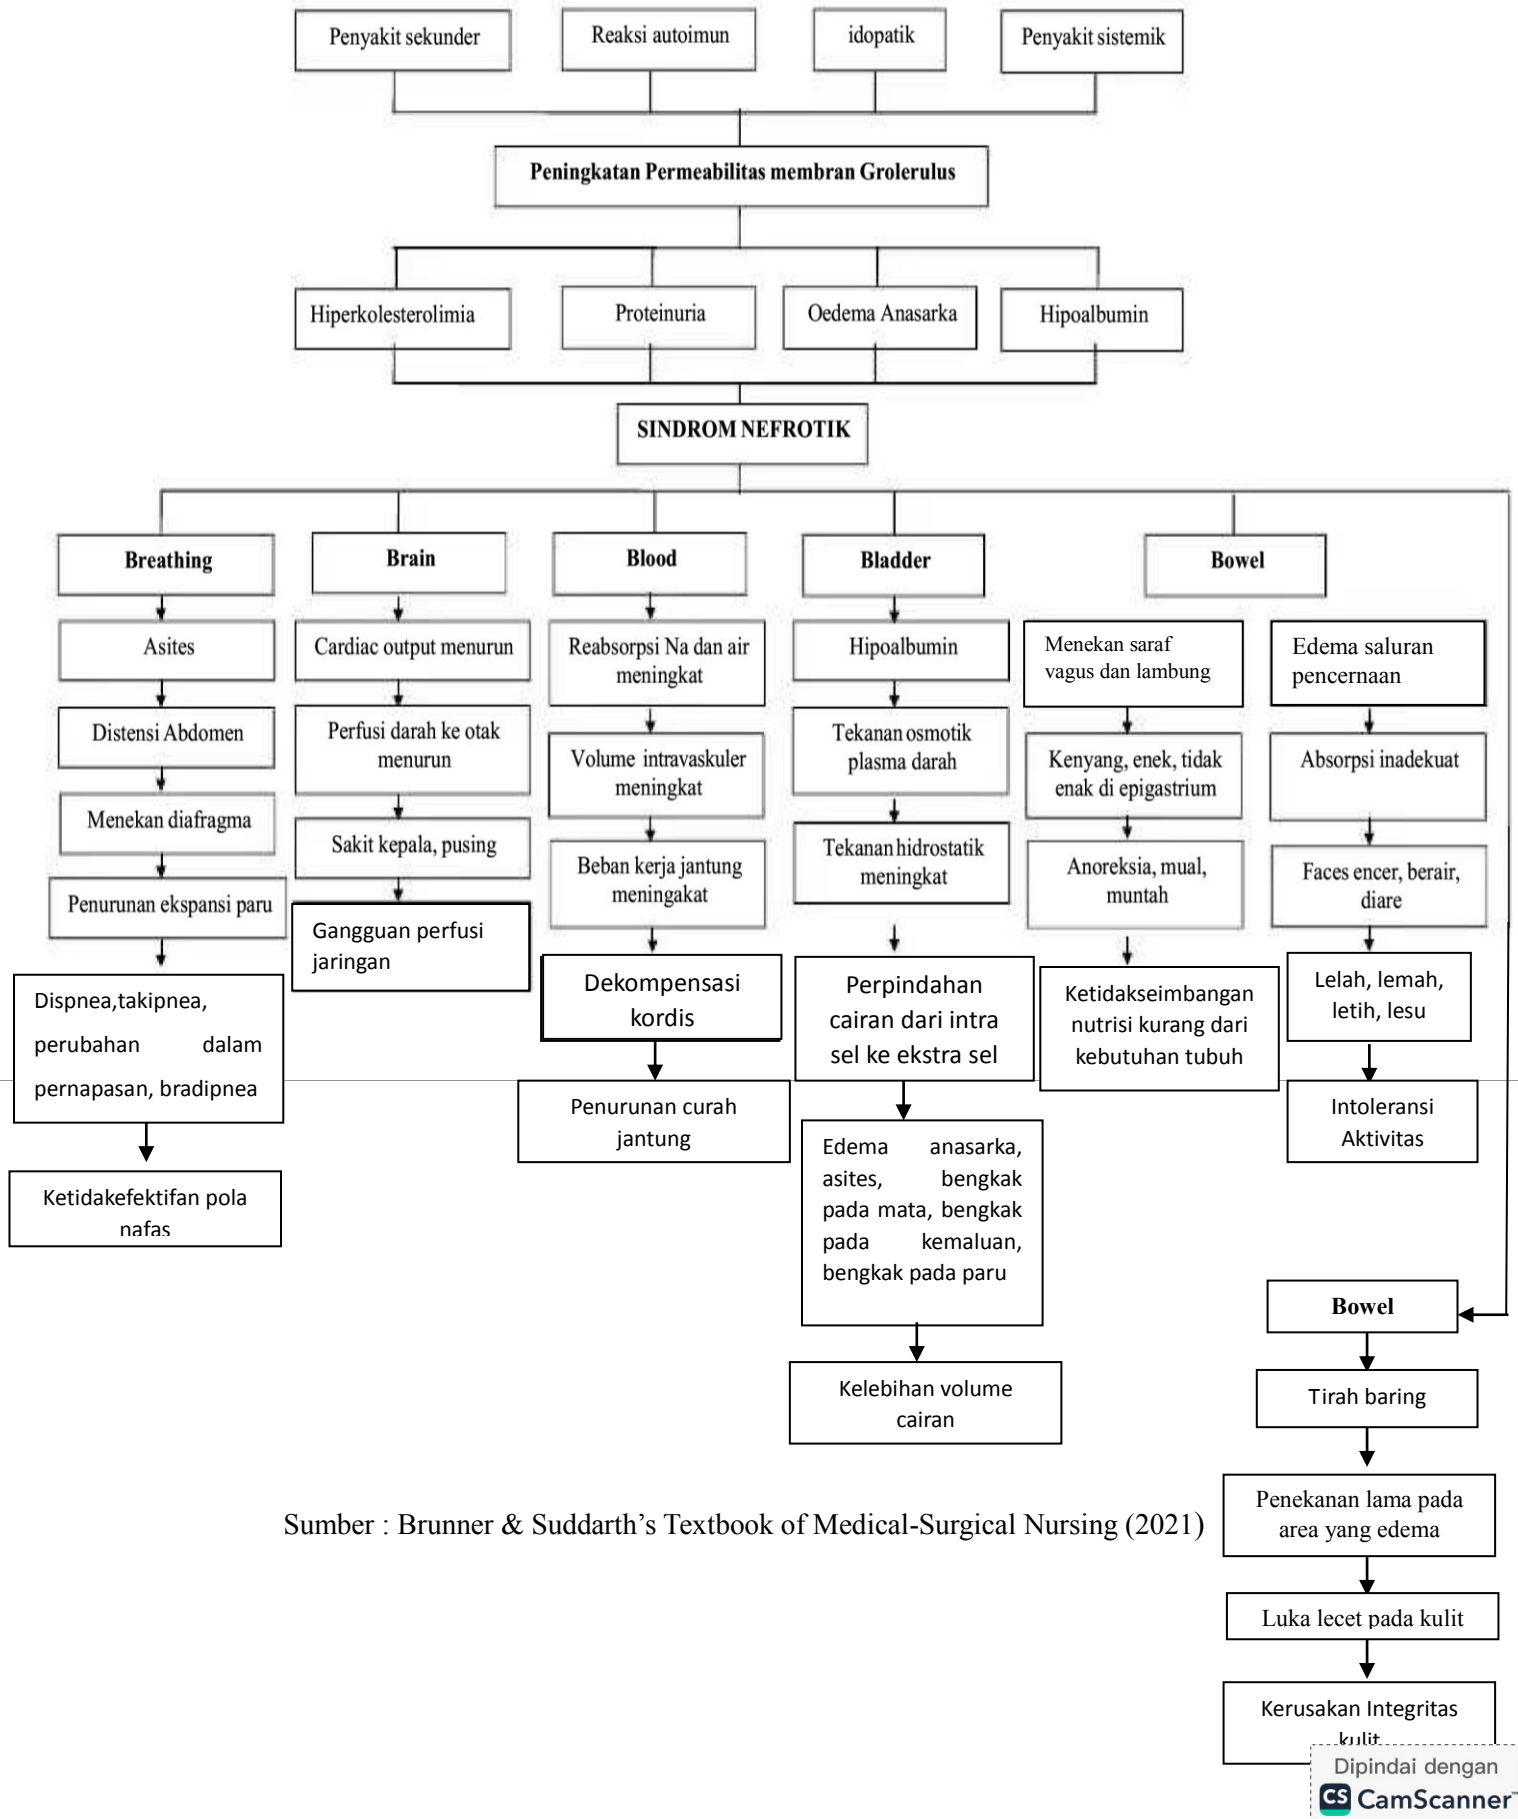 Penyakit sekunder
Reaksi autoimun
idopatik
Penyakit sistemik
Peningkatan Permeabilitas membran Grolerulus
Hiperkolesterolimia
Proteinuria
Oedema Anasarka
Hipoalbumin
SINDROM NEFROTIK
Breathing
Brain
Blood
Bladder
Bowel
Asites
Distensi Abdomen
Menekan diafragma
Penurunan ekspansi paru
Dispnea,takipnea,
perubahan dalam
pernapasan, bradipnea
Ketidakefektifan pola
nafas
Cardiac output menurun
Perfusi darah ke otak
menurun
Sakit kepala, pusing
Gangguan perfusi
jaringan
Reabsorpsi Na dan air
meningkat
Volume intravaskuler
meningkat
Beban kerja jantung
meningakat
Dekompensasi
kordis
Penurunan curah
jantung
Hipoalbumin
Tekanan osmotik
plasma darah
Tekanan hidrostatik
meningkat
Perpindahan
cairan dari intra
sel ke ekstra sel
Edema anasarka,
asites, bengkak
pada mata, bengkak
pada kemaluan,
bengkak pada paru
Kelebihan volume
cairan
Menekan saraf
vagus dan lambung
Kenyang, enek, tidak
enak di epigastrium
Anoreksia, mual,
muntah
Ketidakseimbangan
nutrisi kurang dari
kebutuhan tubuh
Edema saluran
pencernaan
Absorpsi inadekuat
Faces encer, berair,
diare
Lelah, lemah,
letih, lesu
Intoleransi
Aktivitas
Bowel
Tirah baring
Penekanan lama pada
area yang edema
Luka lecet pada kulit
Kerusakan Integritas
kulit
Sumber : Brunner & Suddarth's Textbook of Medical-Surgical Nursing (2021)
Dipindai dengan
CS CamScanner™